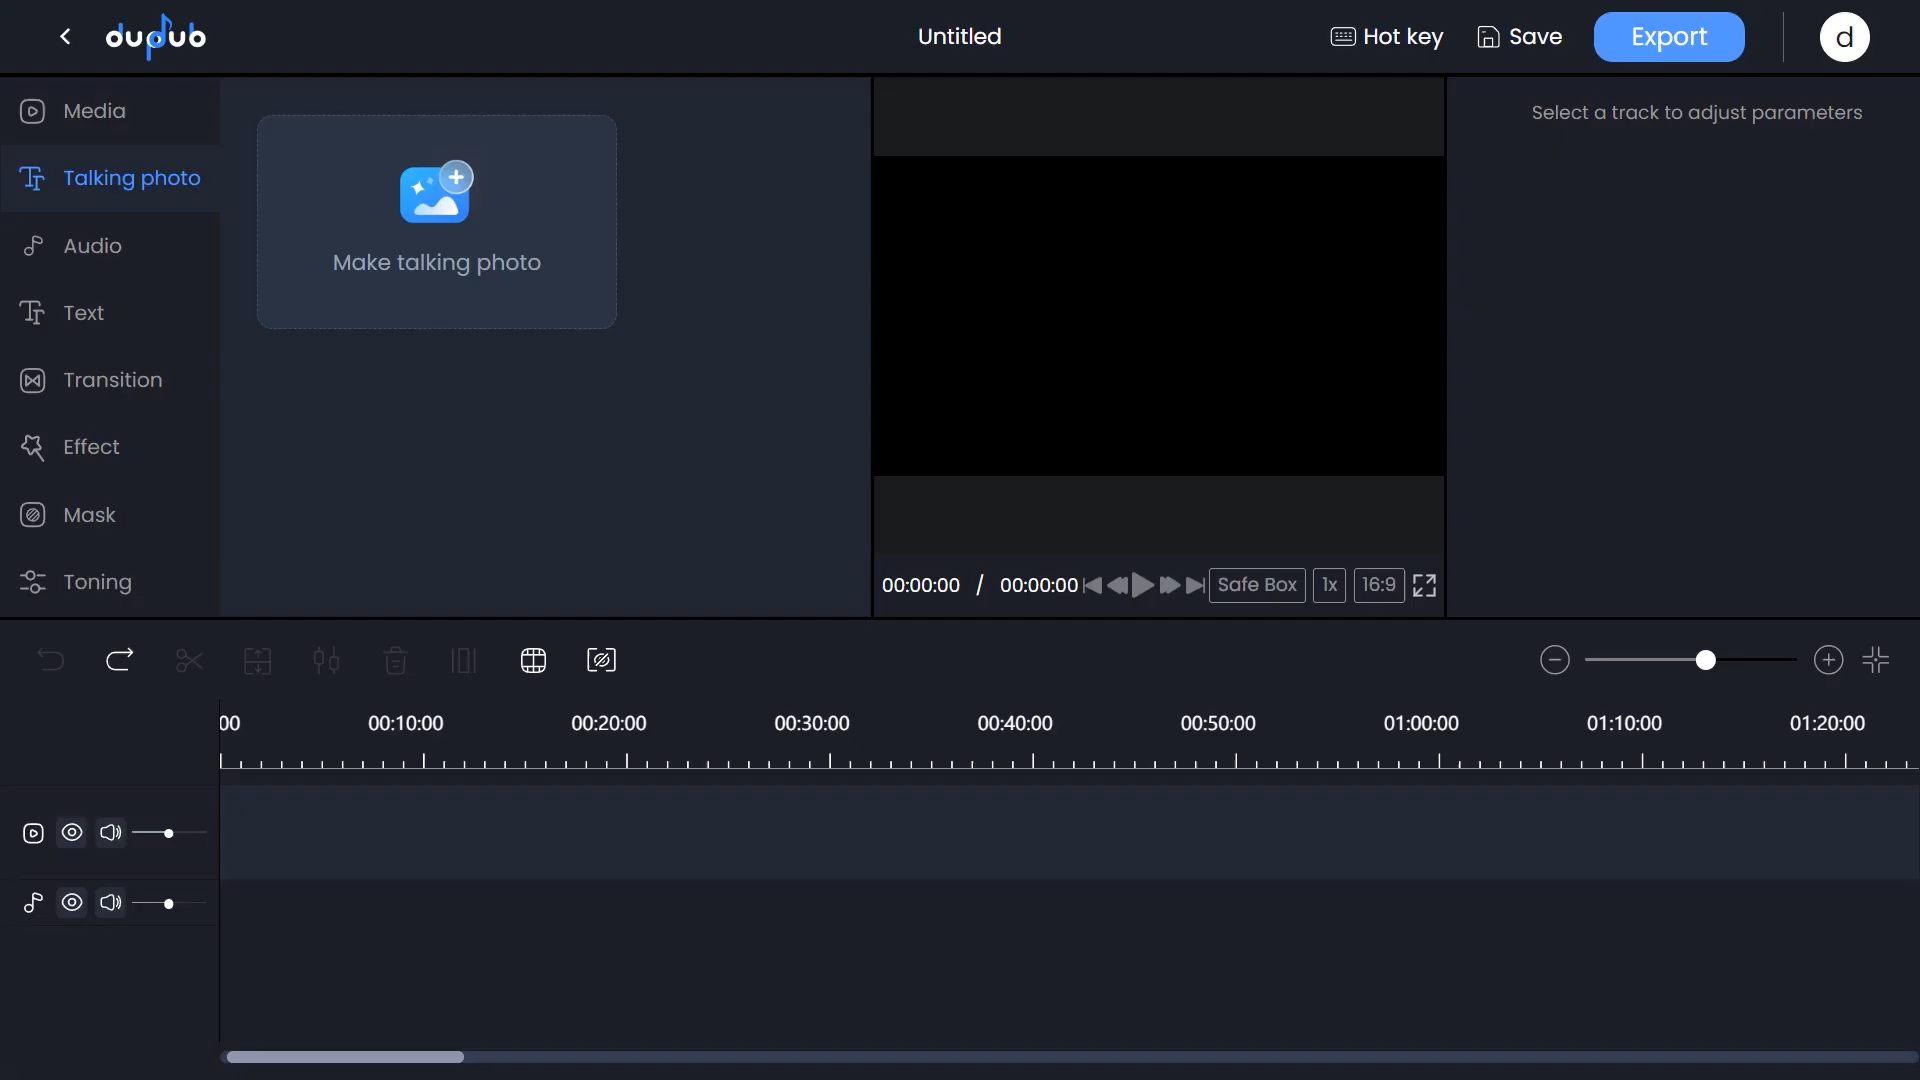 dupdub
Untitled
Hot key
Save
Export
d
Media
Talking photo
Audio
Text
Transition
Effect
Mask
Toning
Make talking photo
Select a track to adjust parameters
00:00:00 / 00:00:00
Safe Box
1x
16:9
00 00:10:00 00:20:00 00:30:00 00:40:00 00:50:00 01:00:00 01:10:00 01:20:00